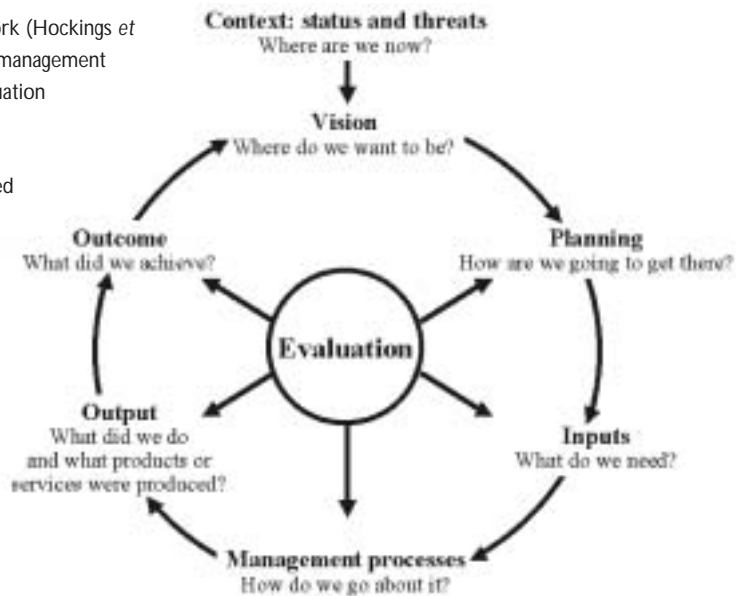 ork (Hockings et
management
uation
ed
Context: status and threats
Where are we now?
Vision
Where do we want to be?
Planning
How are we going to get there?
Inputs
What do we need?
Management processes
How do we go about it?
Output
What did we do
and what products or
services were produced?
Outcome
What did we achieve?
Evaluation